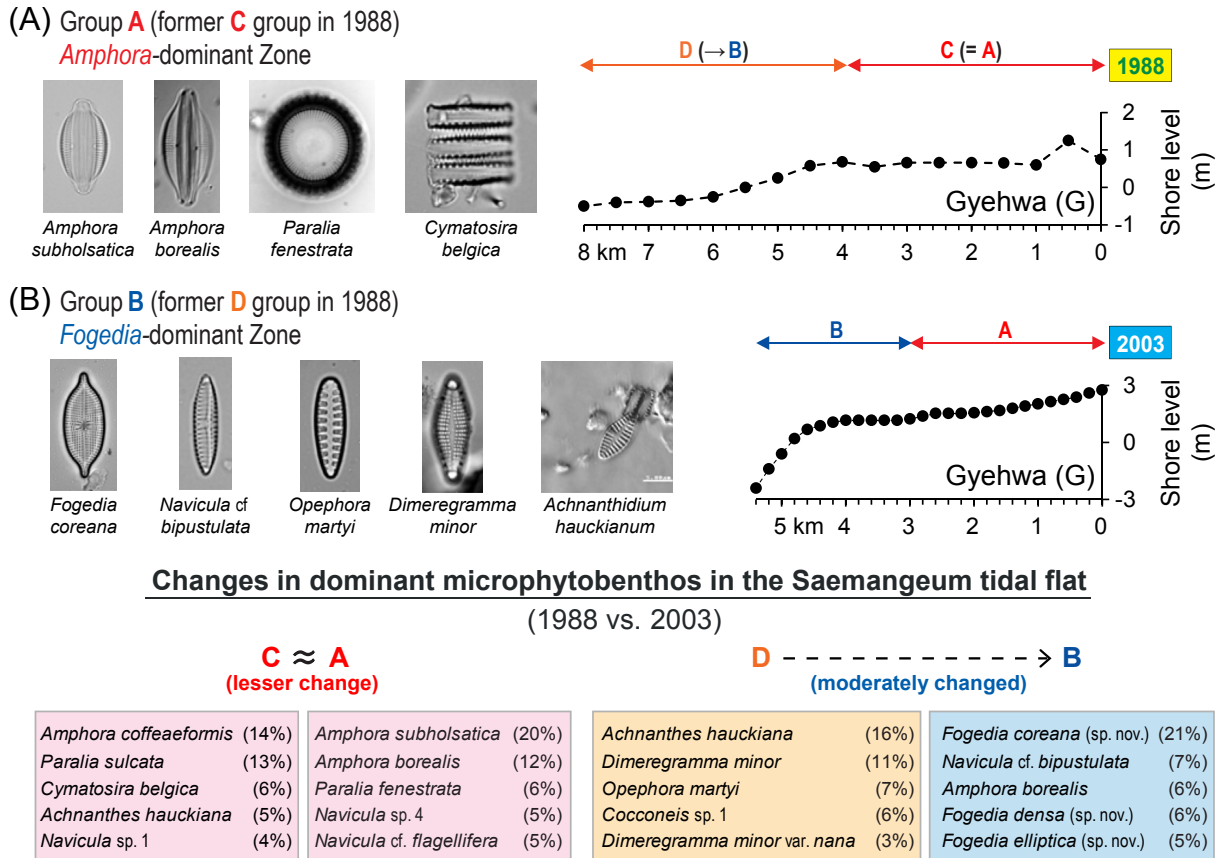 (A) Group A (former C group in 1988)
Amphora-dominant Zone
Amphora subholsatica
Amphora borealis
Paralia fenestrata
Cymatosira belgica
D (→B)
C (= A)
1988
2
1
0
-1
Shore level (m)
Gyehwa (G)
8 km 7 6 5 4 3 2 1 0
(B) Group B (former D group in 1988)
Fogedia-dominant Zone
Fogedia coreana
Navicula cf bipustulata
Opephora martyi
Dimeregramma minor
Achnanthidium hauckianum
B
A
2003
3
0
-3
Shore level (m)
Gyehwa (G)
5 km 4 3 2 1 0
Changes in dominant microphytobenthos in the Saemangeum tidal flat
(1988 vs. 2003)
C ≈ A
(lesser change)
D B
(moderately changed)
Amphora coffeaeformis (14%)
Paralia sulcata (13%)
Cymatosira belgica (6%)
Achnanthes hauckiana (5%)
Navicula sp. 1 (4%)
Amphora subholsatica (20%)
Amphora borealis (12%)
Paralia fenestrata (6%)
Navicula sp. 4 (5%)
Navicula cf. flagellifera (5%)
Achnanthes hauckiana (16%)
Dimeregramma minor (11%)
Opephora martyi (7%)
Cocconeis sp. 1 (6%)
Dimeregramma minor var. nana (3%)
Fogedia coreana (sp. nov.) (21%)
Navicula cf. bipustulata (7%)
Amphora borealis (6%)
Fogedia densa (sp. nov.) (6%)
Fogedia elliptica (sp. nov.) (5%)